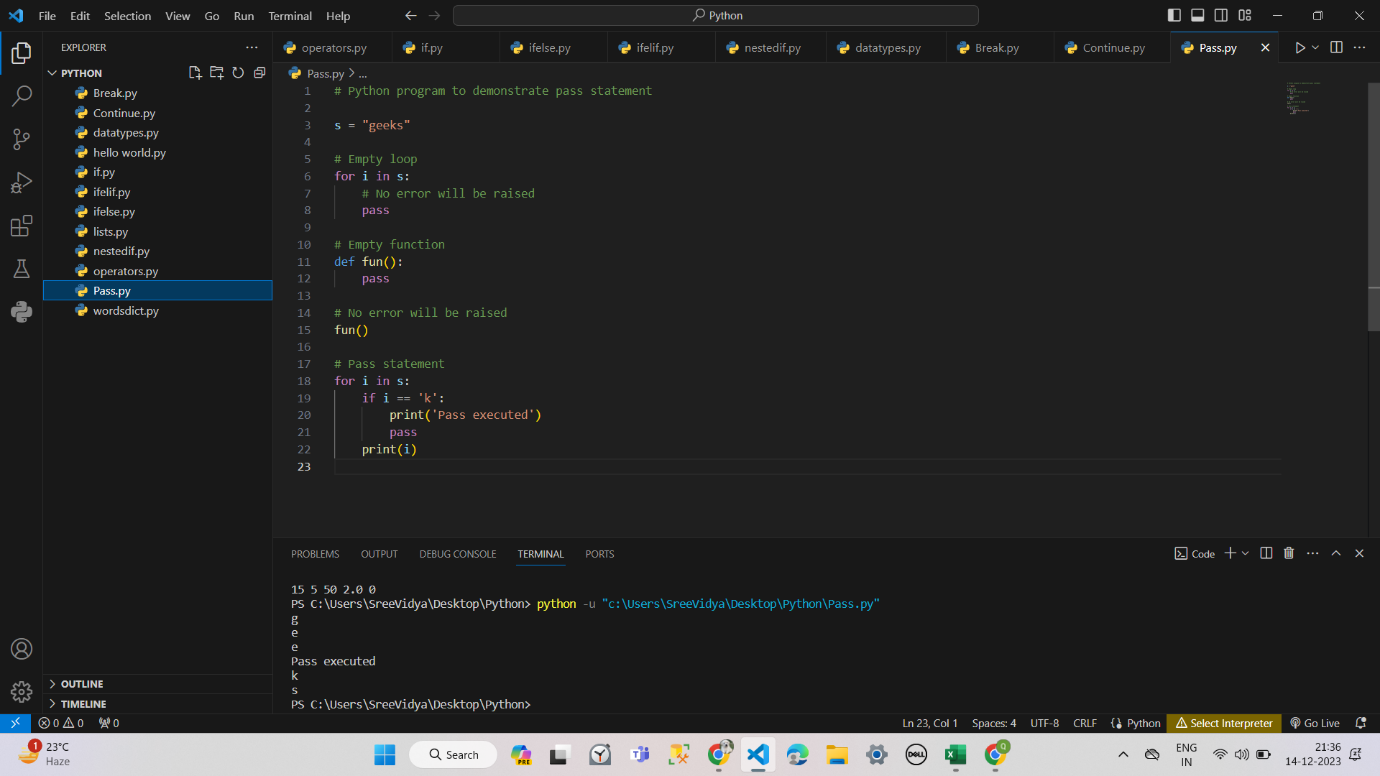 File Edit Selection View Go Run Terminal Help
Python
EXPLORER
operators.py if.py ifelse.py ifelif.py nestedif.py datatypes.py Break.py Continue.py Pass.py
PYTHON
Break.py
Continue.py
datatypes.py
hello world.py
if.py
ifelif.py
ifelse.py
lists.py
nestedif.py
operators.py
Pass.py
wordsdict.py
OUTLINE
TIMELINE
Pass.py > ...
1 # Python program to demonstrate pass statement
2
3 s = "geeks"
4
5 # Empty loop
6 for i in s:
7 # No error will be raised
8 pass
9
10 # Empty function
11 def fun():
12 pass
13
14 # No error will be raised
15 fun()
16
17 # Pass statement
18 for i in s:
19 if i == 'k':
20 print('Pass executed')
21 pass
22 print(i)
23
PROBLEMS OUTPUT DEBUG CONSOLE TERMINAL PORTS
Code
15 5 50 2.0 0
PS C:\Users\SreeVidya\Desktop\Python> python -u "c:\Users\SreeVidya\Desktop\Python\Pass.py"
g
e
e
Pass executed
k
s
PS C:\Users\SreeVidya\Desktop\Python>
0 0 0 Ln 23, Col 1 Spaces: 4 UTF-8 CRLF Python Select Interpreter Go Live
1 23°C
Haze
Search
PRE
DELL
Q
ENG
IN
21:36
14-12-2023